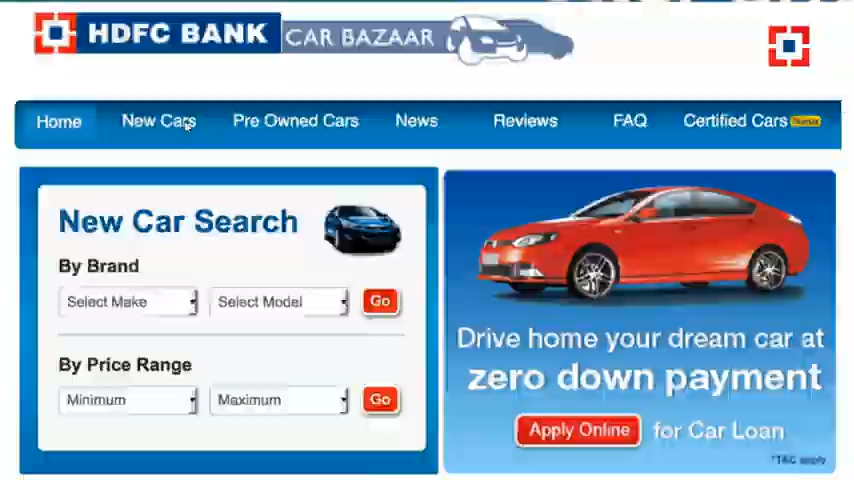 HDFC BANK CAR BAZAAR
Home New Cars Pre Owned Cars News Reviews FAQ Certified Cars
New Car Search
By Brand
Select Make Select Model Go
By Price Range
Minimum Maximum Go
Drive home your dream car at
zero down payment
Apply Online for Car Loan
*T&C apply